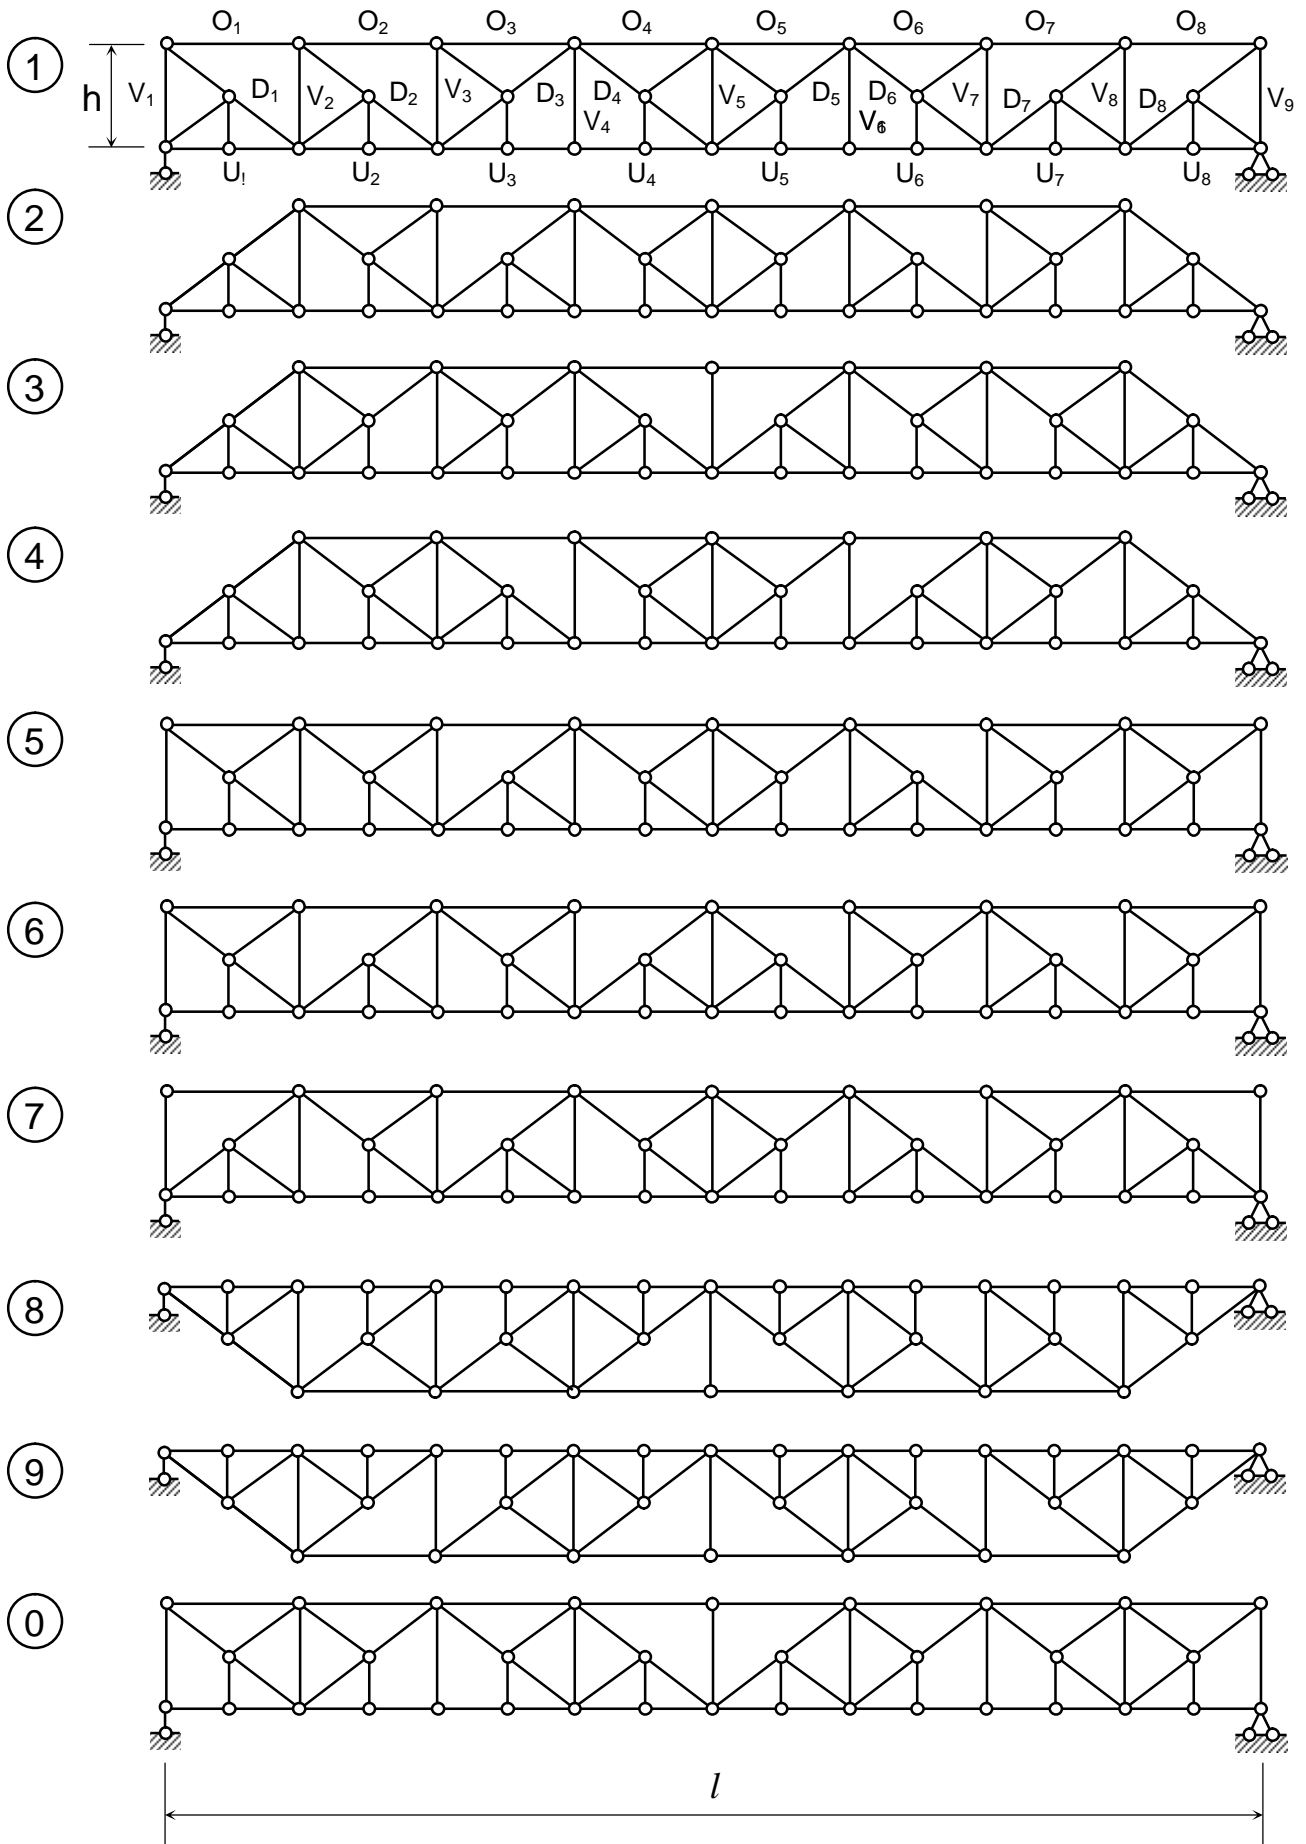 O₁ O₂ O₃ O₄ O₅ O₆ O₇ O₈
1
h V₁ D₁ V₂ D₂ V₃ D₃ D₄ V₄ V₅ D₅ D₆ V₇ D₇ V₈ D₈ V₉
U! U₂ U₃ U₄ U₅ U₆ U₇ U₈
2
3
4
5
6
7
8
9
0
l